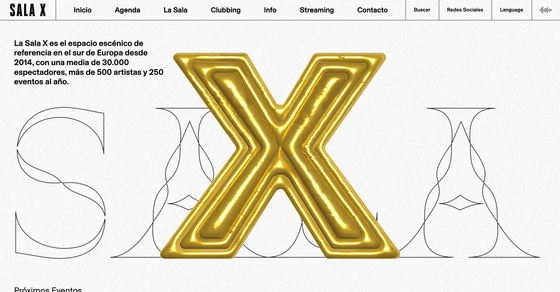 SALA X
Inicio
Agenda
La Sala
Clubbing
Info
Streaming
Contacto
Buscar
Redes Sociales
Language
La Sala X es el espacio escénico de
referencia en el sur de Europa desde
2014, con una media de 30.000
espectadores, más de 500 artistas y 250
eventos al año.
SALA
X
Próximos Eventos